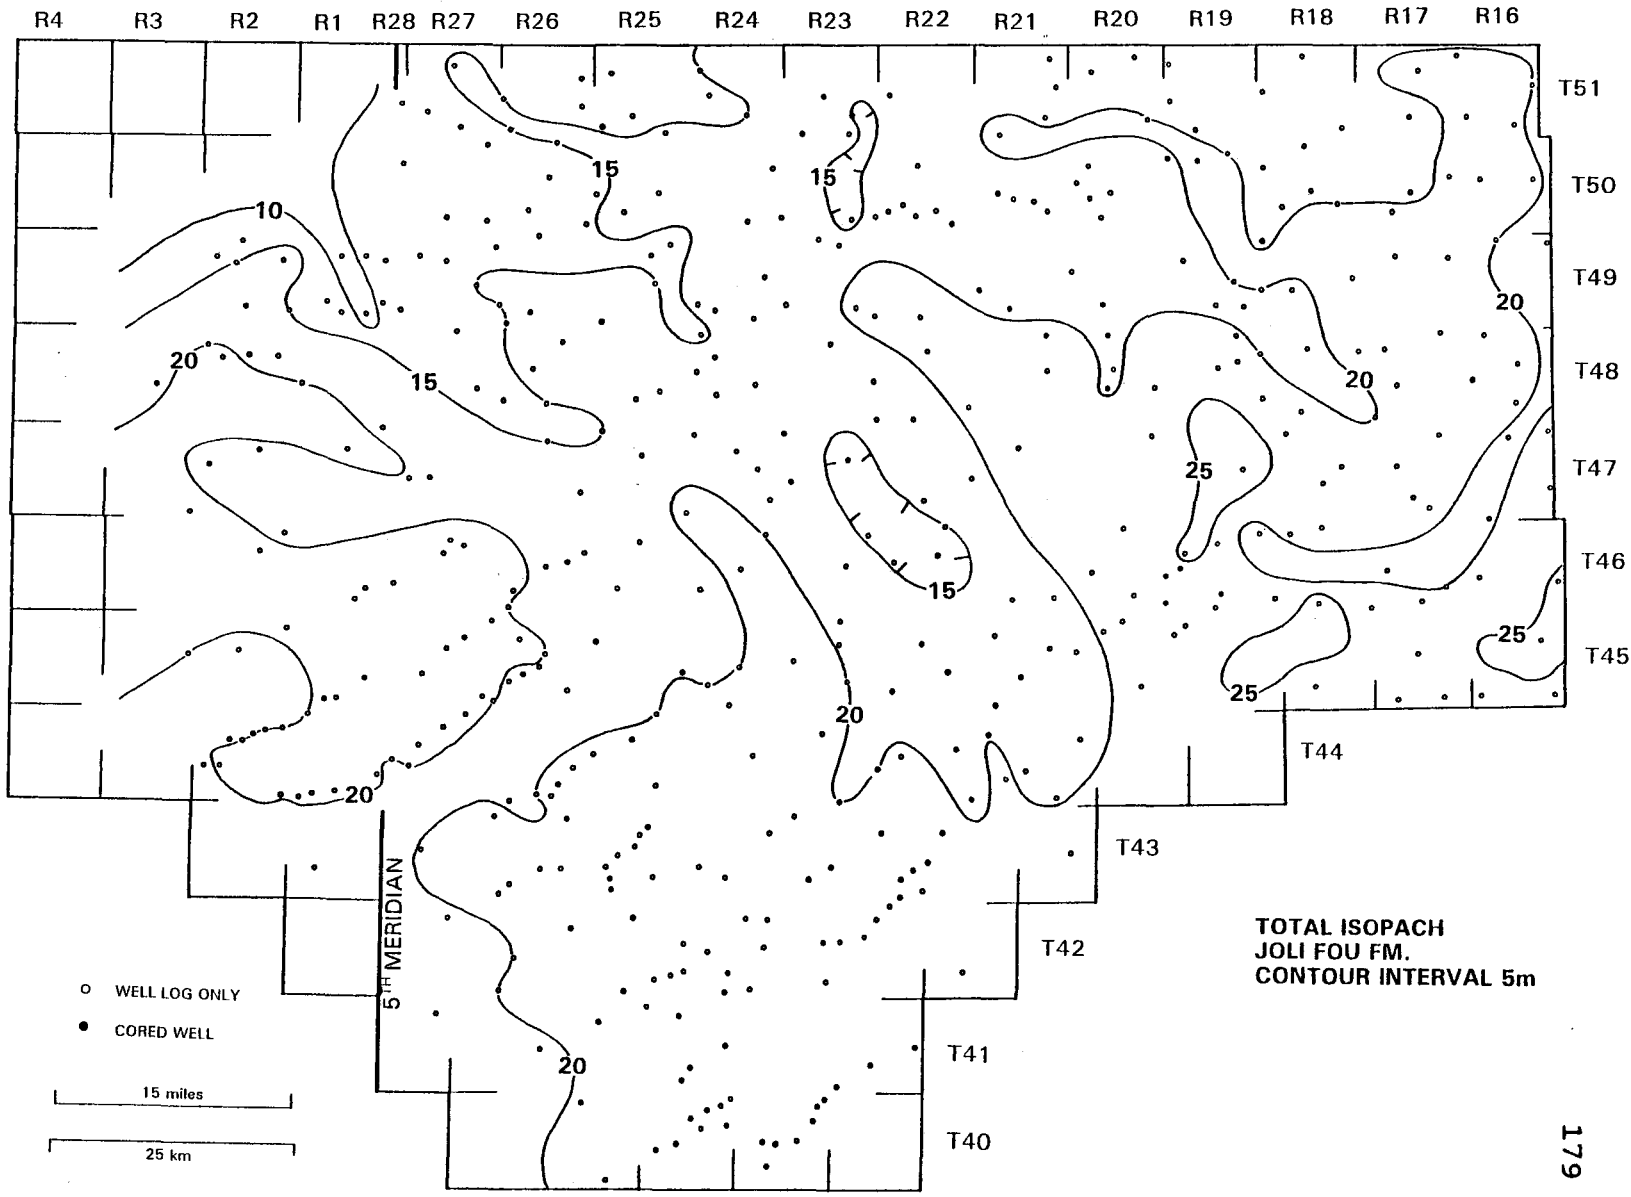 R4 R3 R2 R1 R28 R27 R26 R25 R24 R23 R22 R21 R20 R19 R18 R17 R16
T51
15
15
T50
10
T49
20
20
15
20
T48
25
T47
T46
15
25
T45
25
20
T44
20
T43
5TH MERIDIAN
T42
TOTAL ISOPACH
JOLI FOU FM.
CONTOUR INTERVAL 5m
WELL LOG ONLY
CORED WELL
T41
20
15 miles
T40
25 km
179